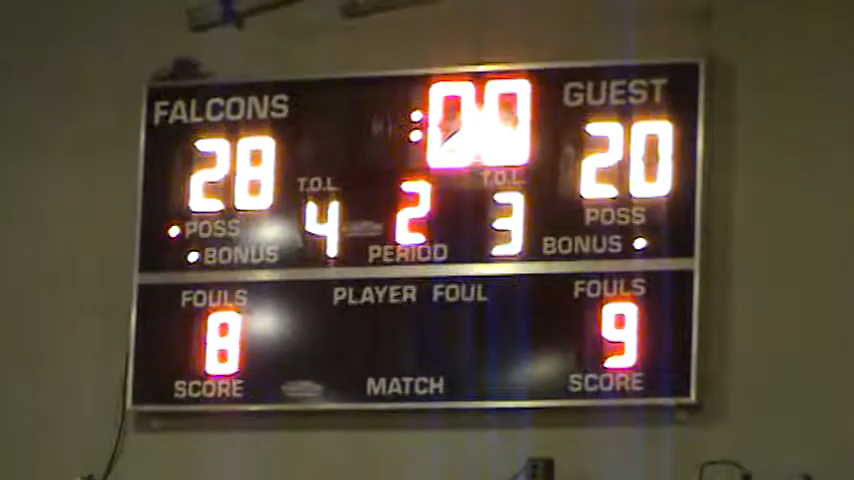 FALCONS :00 GUEST
28 20
T.O.L. T.O.L.
4 2 3
POSS POSS
BONUS PERIOD BONUS
FOULS PLAYER FOUL FOULS
8 9
SCORE MATCH SCORE